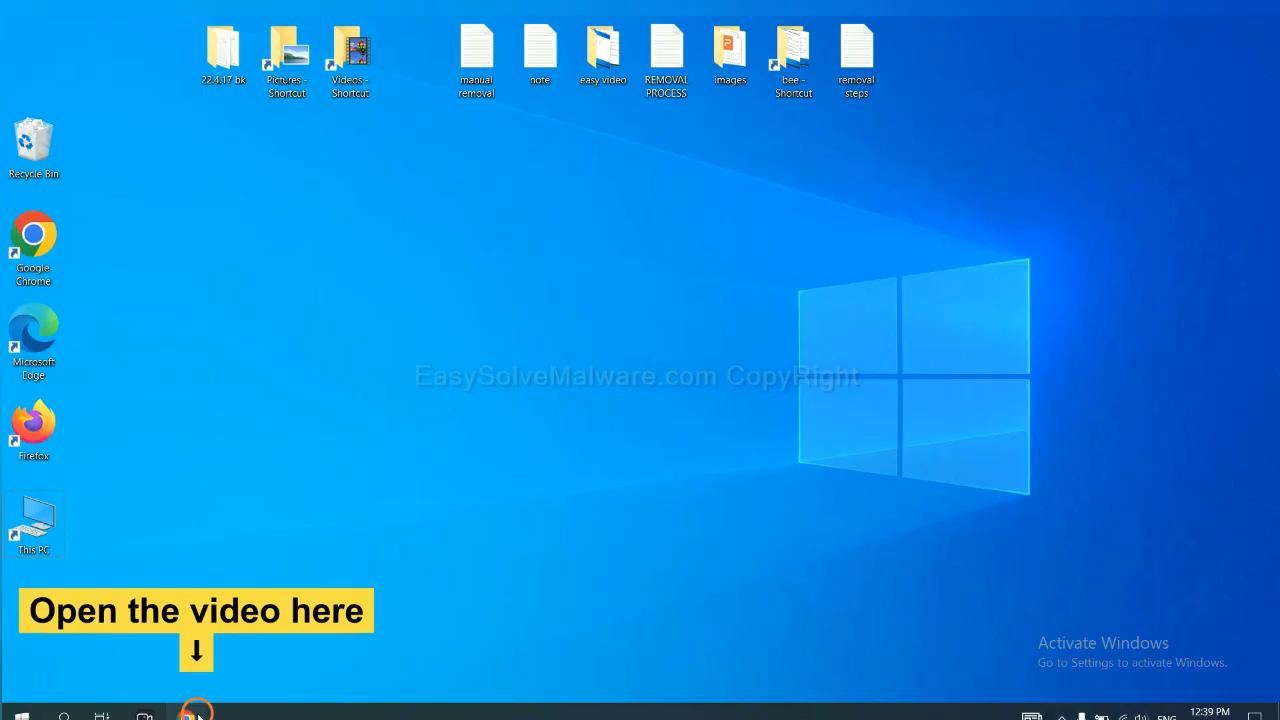 22.4.17 bk
Pictures -
Shortcut
Videos -
Shortcut
manual
removal
note
easy video
REMOVAL
PROCESS
images
bee -
Shortcut
removal
steps
Recycle Bin
Google
Chrome
Microsoft
Edge
EasySolveMalware.com CopyRight
Firefox
This PC
Open the video here
↓
Activate Windows
Go to Settings to activate Windows.
ENG
12:39 PM